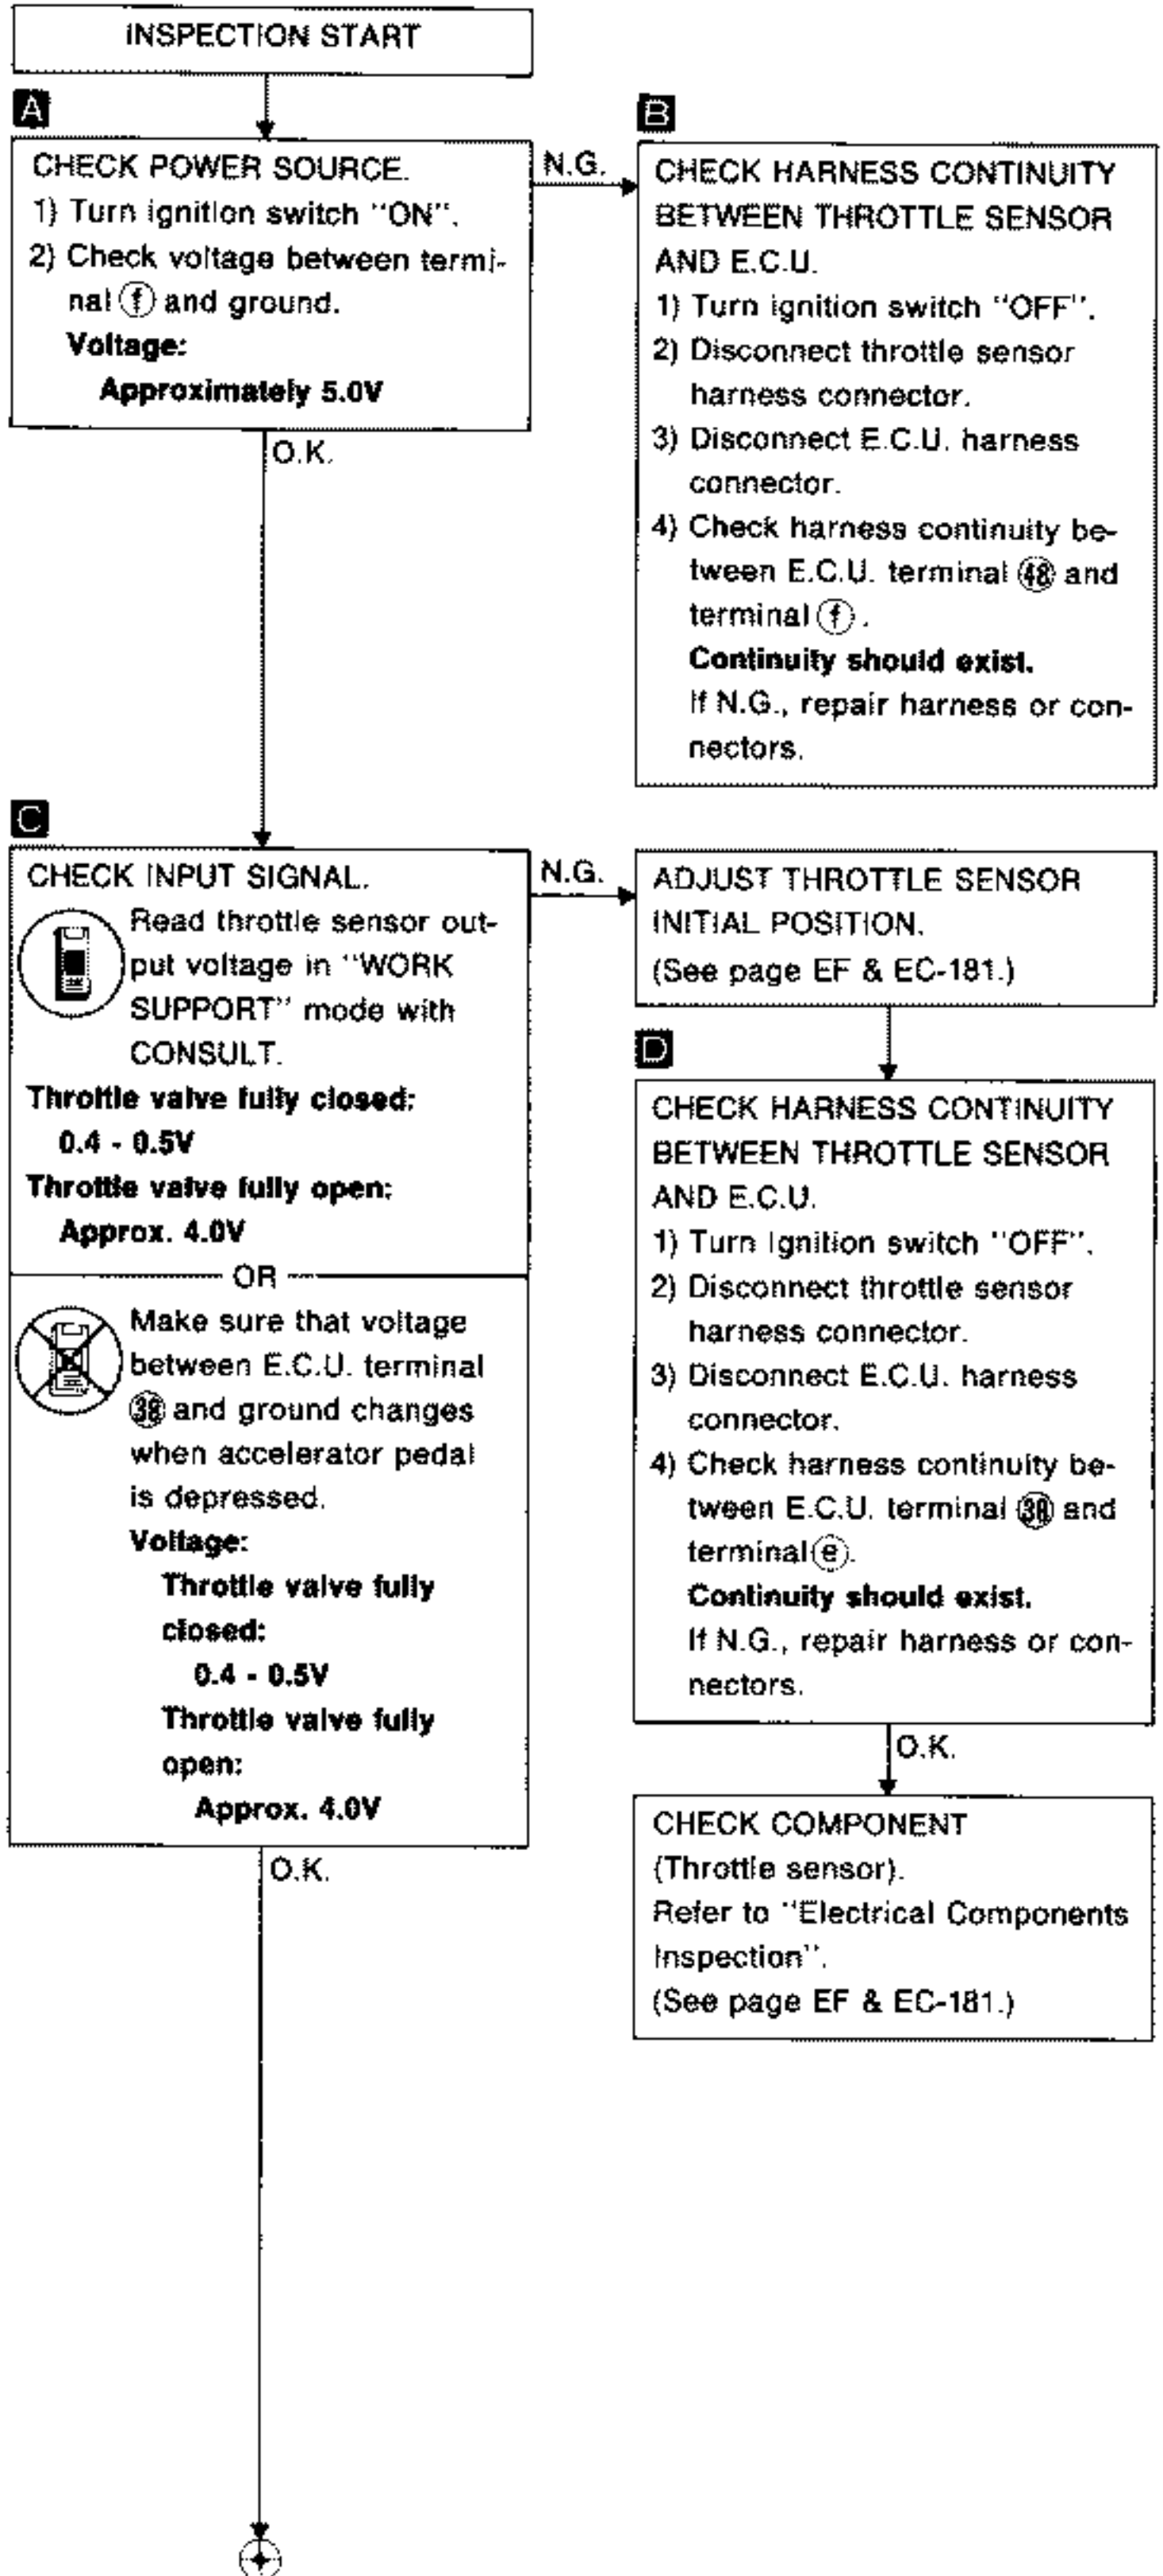 INSPECTION START
A
CHECK POWER SOURCE.
1) Turn ignition switch "ON".
2) Check voltage between termi-
nal (f) and ground.
Voltage:
Approximately 5.0V
N.G.
O.K.
B
CHECK HARNESS CONTINUITY
BETWEEN THROTTLE SENSOR
AND E.C.U.
1) Turn ignition switch "OFF".
2) Disconnect throttle sensor
harness connector.
3) Disconnect E.C.U. harness
connector.
4) Check harness continuity be-
tween E.C.U. terminal (48) and
terminal (f).
Continuity should exist.
If N.G., repair harness or con-
nectors.
C
CHECK INPUT SIGNAL.
Read throttle sensor out-
put voltage in "WORK
SUPPORT" mode with
CONSULT.
Throttle valve fully closed:
0.4 - 0.5V
Throttle valve fully open:
Approx. 4.0V
OR
Make sure that voltage
between E.C.U. terminal
(38) and ground changes
when accelerator pedal
is depressed.
Voltage:
Throttle valve fully
closed:
0.4 - 0.5V
Throttle valve fully
open:
Approx. 4.0V
N.G.
O.K.
ADJUST THROTTLE SENSOR
INITIAL POSITION.
(See page EF & EC-181.)
D
CHECK HARNESS CONTINUITY
BETWEEN THROTTLE SENSOR
AND E.C.U.
1) Turn Ignition switch "OFF".
2) Disconnect throttle sensor
harness connector.
3) Disconnect E.C.U. harness
connector.
4) Check harness continuity be-
tween E.C.U. terminal (38) and
terminal (e).
Continuity should exist.
If N.G., repair harness or con-
nectors.
O.K.
CHECK COMPONENT
(Throttle sensor).
Refer to "Electrical Components
Inspection".
(See page EF & EC-181.)